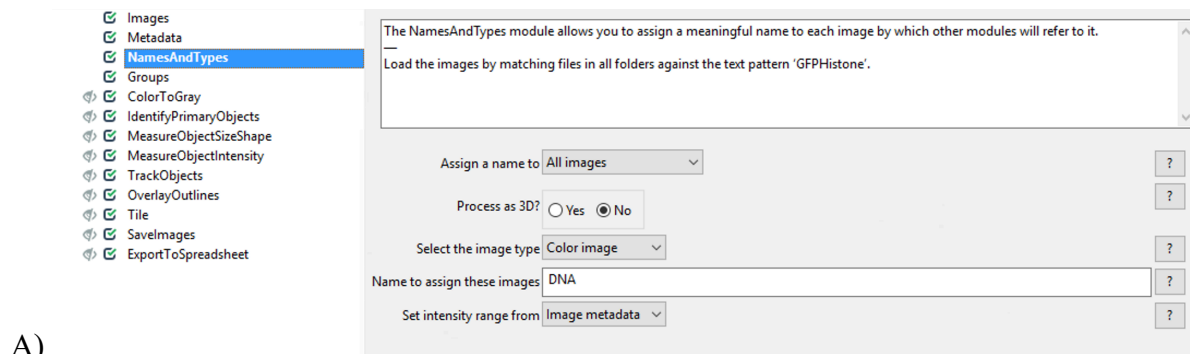 Images
Metadata
NamesAndTypes
Groups
ColorToGray
IdentifyPrimaryObjects
MeasureObjectSizeShape
MeasureObjectIntensity
TrackObjects
OverlayOutlines
Tile
SaveImages
ExportToSpreadsheet
The NamesAndTypes module allows you to assign a meaningful name to each image by which other modules will refer to it.
—
Load the images by matching files in all folders against the text pattern ‘GFPHistone’.
Assign a name to All images ?
Process as 3D? Yes No ?
Select the image type Color image ?
Name to assign these images DNA ?
Set intensity range from Image metadata ?
A)